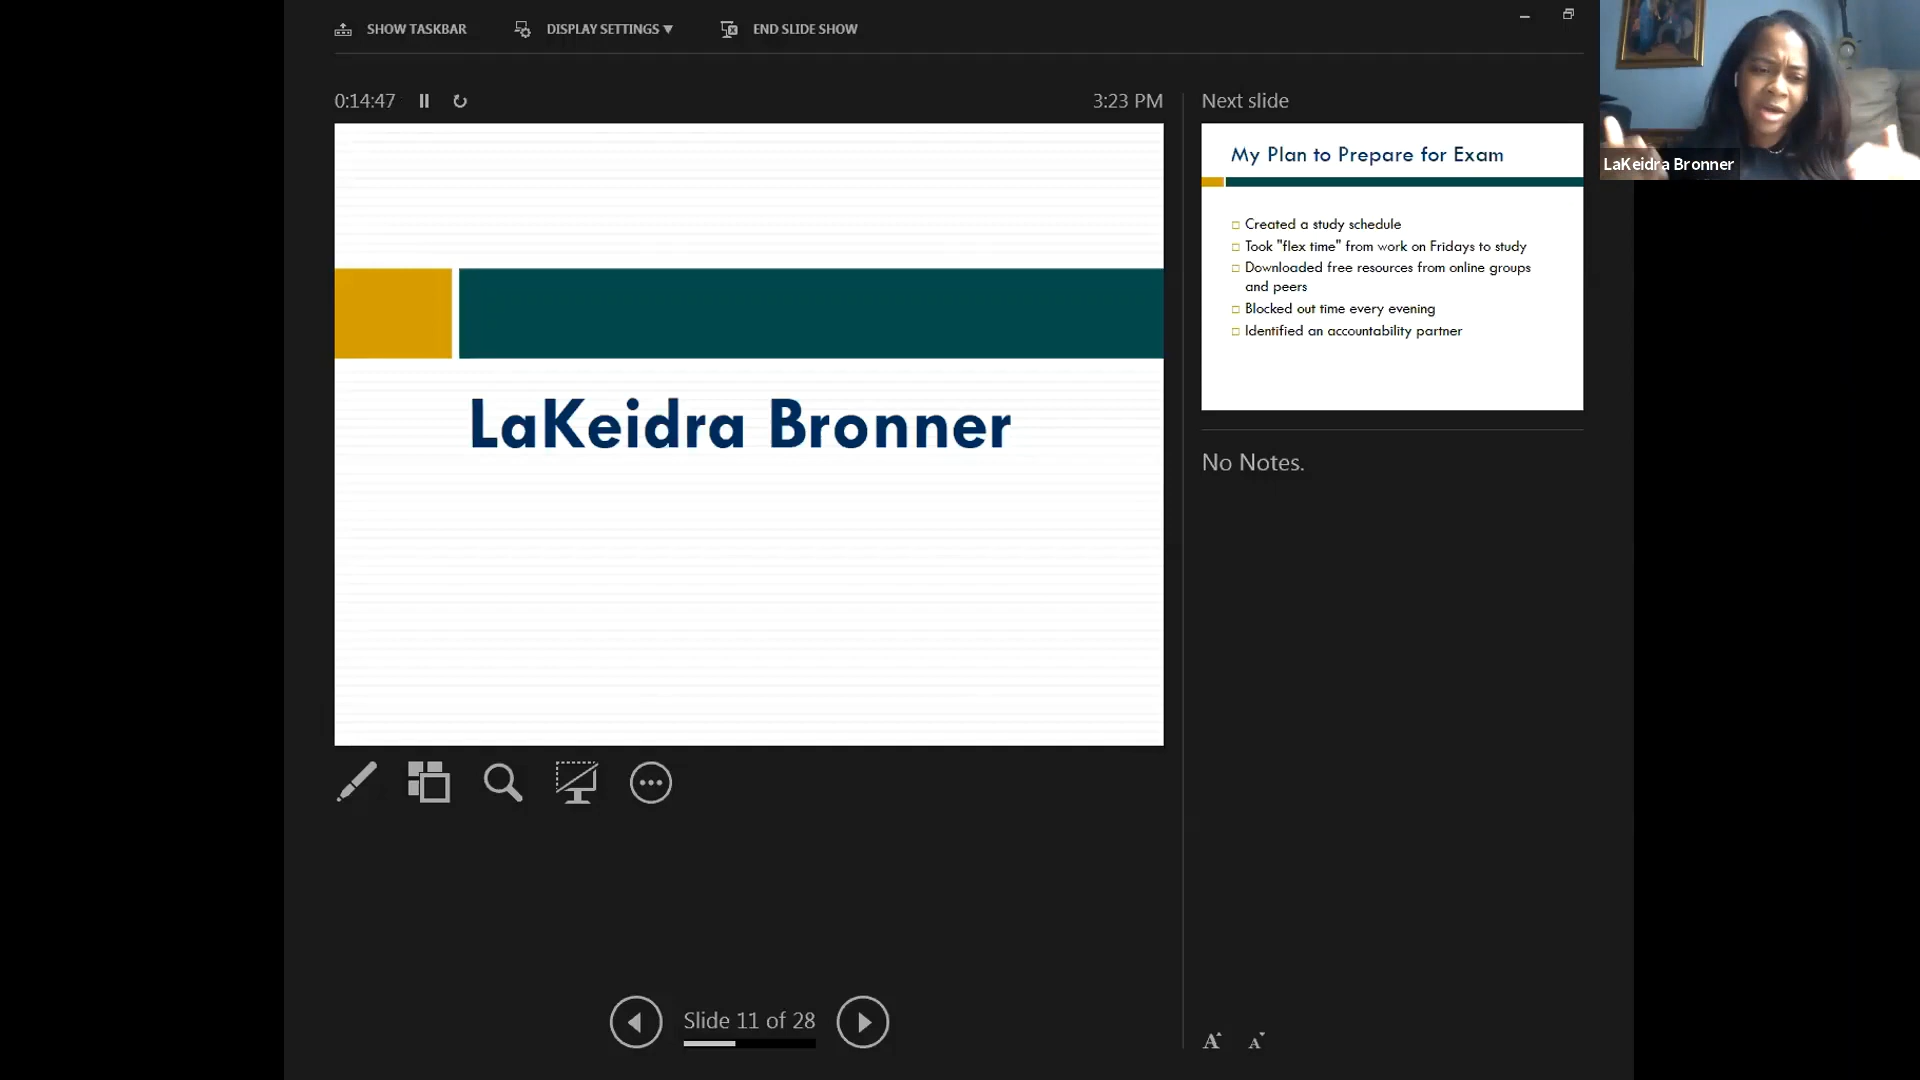 SHOW TASKBAR
DISPLAY SETTINGS ▼
END SLIDE SHOW
0:14:47
3:23 PM
LaKeidra Bronner
Slide 11 of 28
Next slide
My Plan to Prepare for Exam
Created a study schedule
Took "flex time" from work on Fridays to study
Downloaded free resources from online groups
and peers
Blocked out time every evening
Identified an accountability partner
No Notes.
A A
LaKeidra Bronner